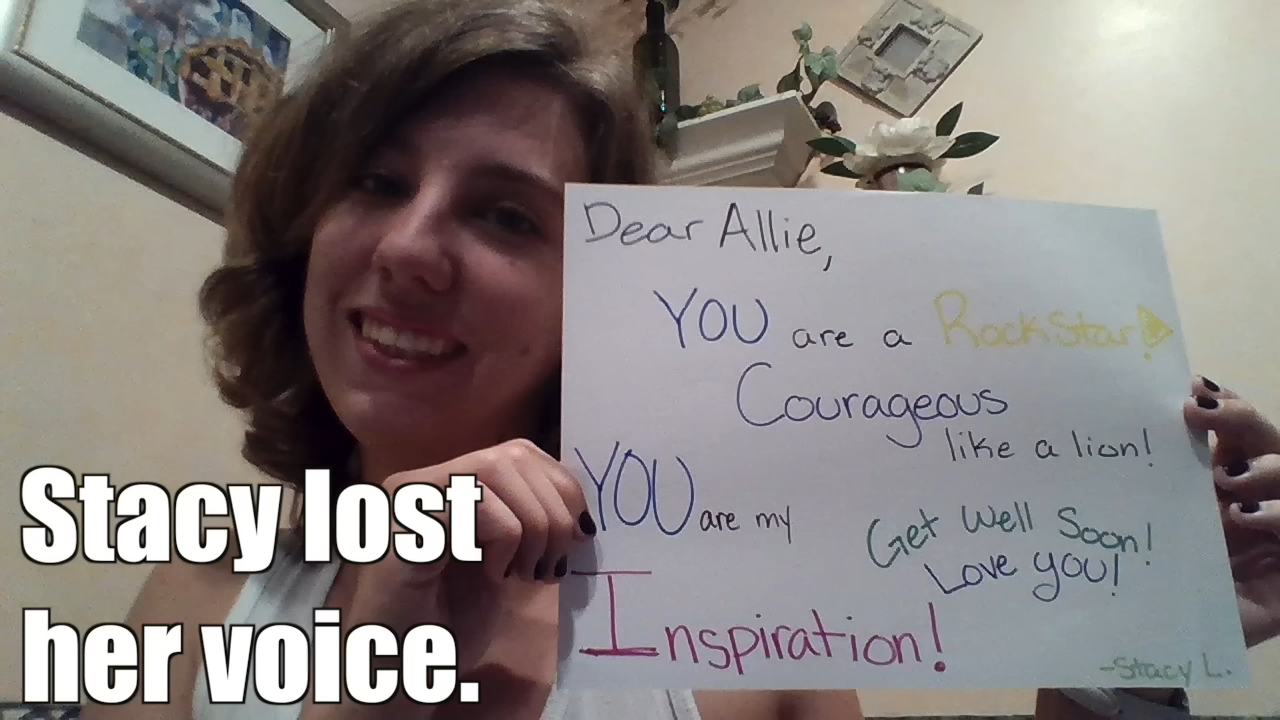 Dear Allie,
YOU are a RockStar!
Courageous
like a lion!
YOU are my
Get Well Soon!
Love you!
Inspiration!
-Stacy L.
Stacy lost
her voice.